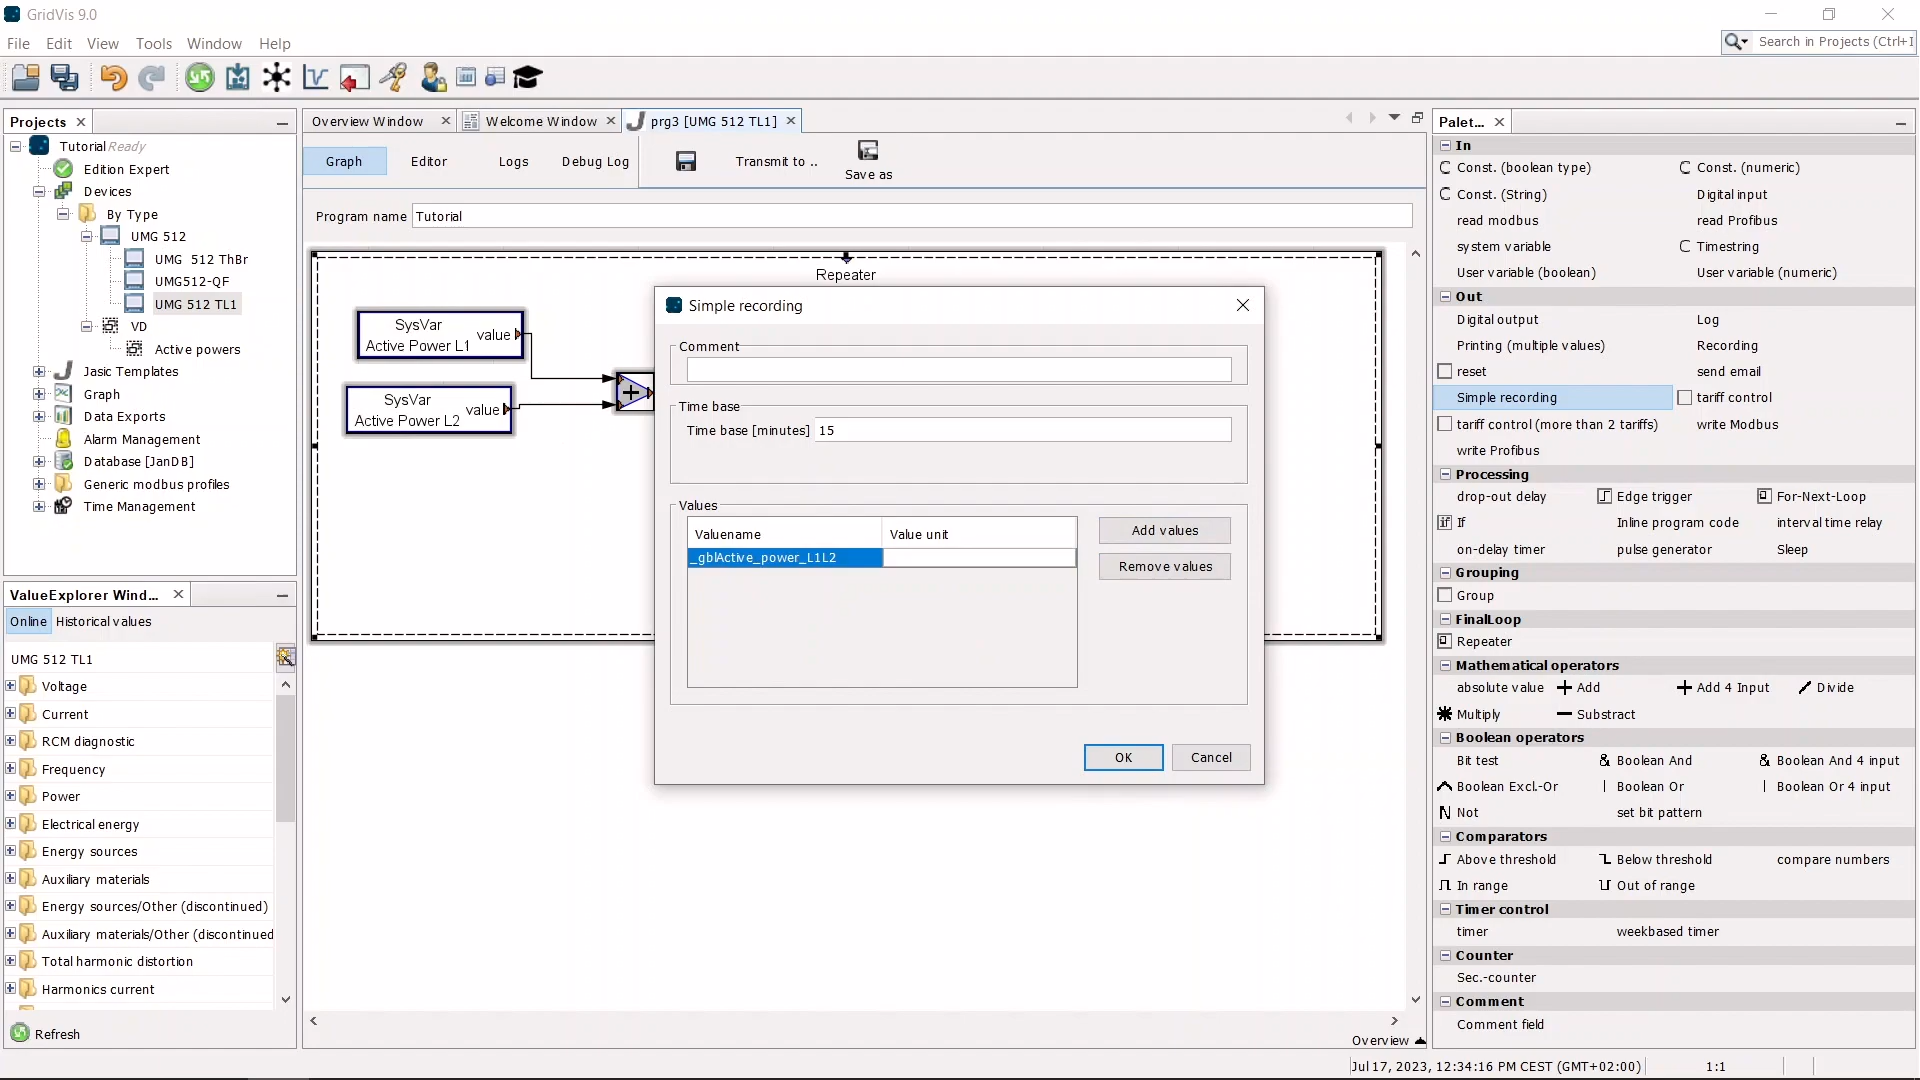 GridVis 9.0
File Edit View Tools Window Help
Search in Projects (Ctrl+I
Projects
Tutorial Ready
Edition Expert
Devices
By Type
UMG 512
UMG 512 ThBr
UMG512-QF
UMG 512 TL1
VD
Active powers
Jasic Templates
Graph
Data Exports
Alarm Management
Database [JanDB]
Generic modbus profiles
Time Management
ValueExplorer Wind...
Online Historical values
UMG 512 TL1
Voltage
Current
RCM diagnostic
Frequency
Power
Electrical energy
Energy sources
Auxiliary materials
Energy sources/Other (discontinued)
Auxiliary materials/Other (discontinued
Total harmonic distortion
Harmonics current
Refresh
Overview Window Welcome Window prg3 [UMG 512 TL1]
Graph Editor Logs Debug Log Transmit to .. Save as
Program name Tutorial
Repeater
SysVar
Active Power L1
value
SysVar
Active Power L2
value
Simple recording
Comment
Time base
Time base [minutes] 15
Values
Valuename Value unit
_gblActive_power_L1L2
Add values
Remove values
OK Cancel
Overview
Palet...
In
Const. (boolean type) Const. (numeric)
Const. (String) Digital input
read modbus read Profibus
system variable Timestring
User variable (boolean) User variable (numeric)
Out
Digital output Log
Printing (multiple values) Recording
reset send email
Simple recording tariff control
tariff control (more than 2 tariffs) write Modbus
write Profibus
Processing
drop-out delay Edge trigger For-Next-Loop
If Inline program code interval time relay
on-delay timer pulse generator Sleep
Grouping
Group
FinalLoop
Repeater
Mathematical operators
absolute value Add Add 4 Input Divide
Multiply Substract
Boolean operators
Bit test & Boolean And & Boolean And 4 input
Boolean Excl.-Or Boolean Or Boolean Or 4 input
Not set bit pattern
Comparators
Above threshold Below threshold compare numbers
In range Out of range
Timer control
timer weekbased timer
Counter
Sec.-counter
Comment
Comment field
Jul 17, 2023, 12:34:16 PM CEST (GMT+02:00) 1:1